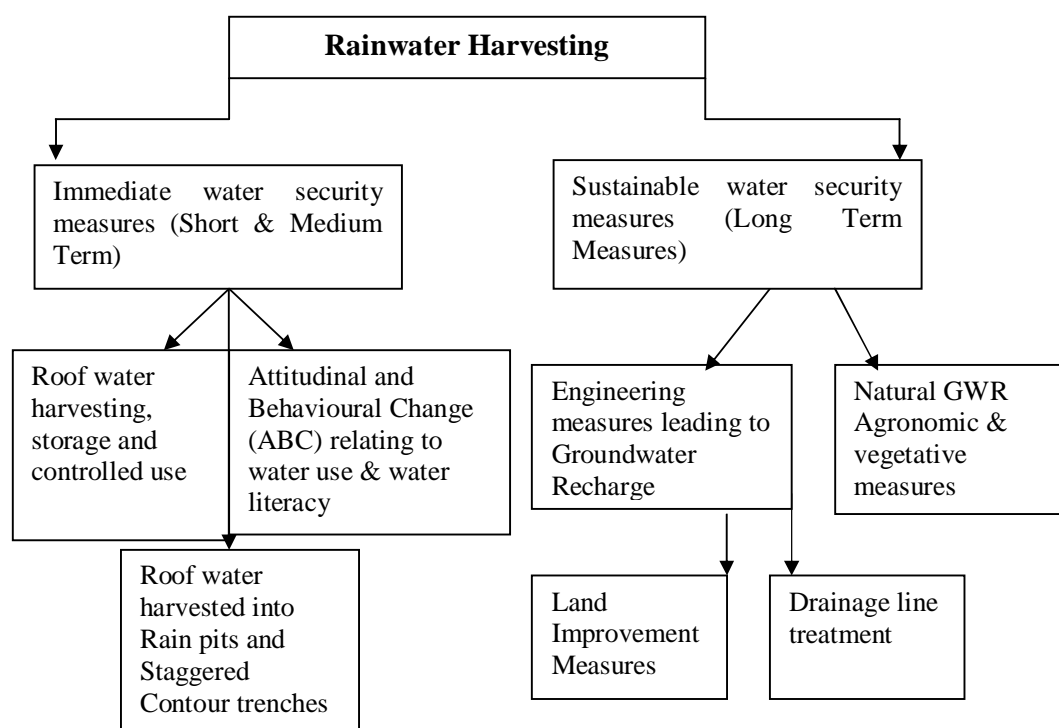 Rainwater Harvesting
Immediate water security
measures (Short & Medium
Term)
Sustainable water security
measures (Long Term
Measures)
Roof water
harvesting,
storage and
controlled use
Attitudinal and
Behavioural Change
(ABC) relating to
water use & water
literacy
Engineering
measures leading to
Groundwater
Recharge
Natural GWR
Agronomic &
vegetative
measures
Roof water
harvested into
Rain pits and
Staggered
Contour trenches
Land
Improvement
Measures
Drainage line
treatment